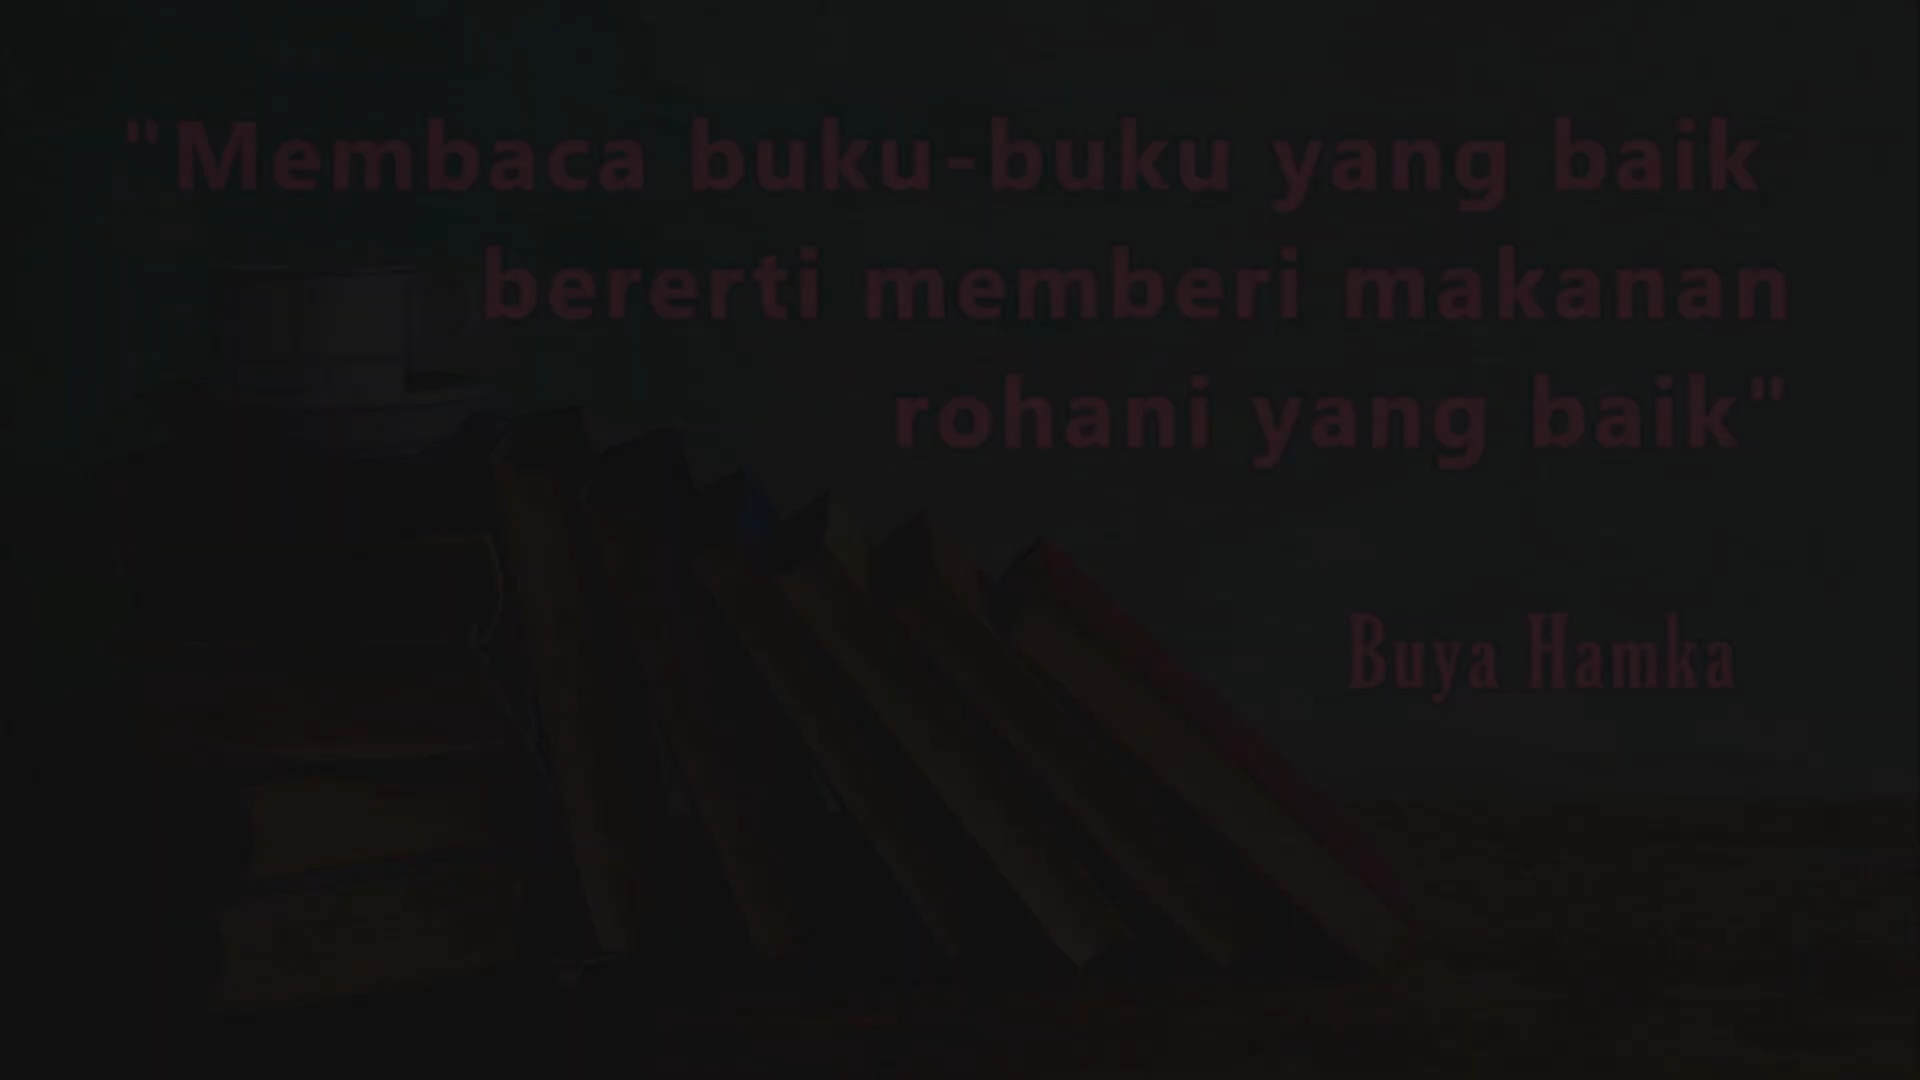 "Membaca buku-buku yang baik
bererti memberi makanan
rohani yang baik"
Buya Hamka